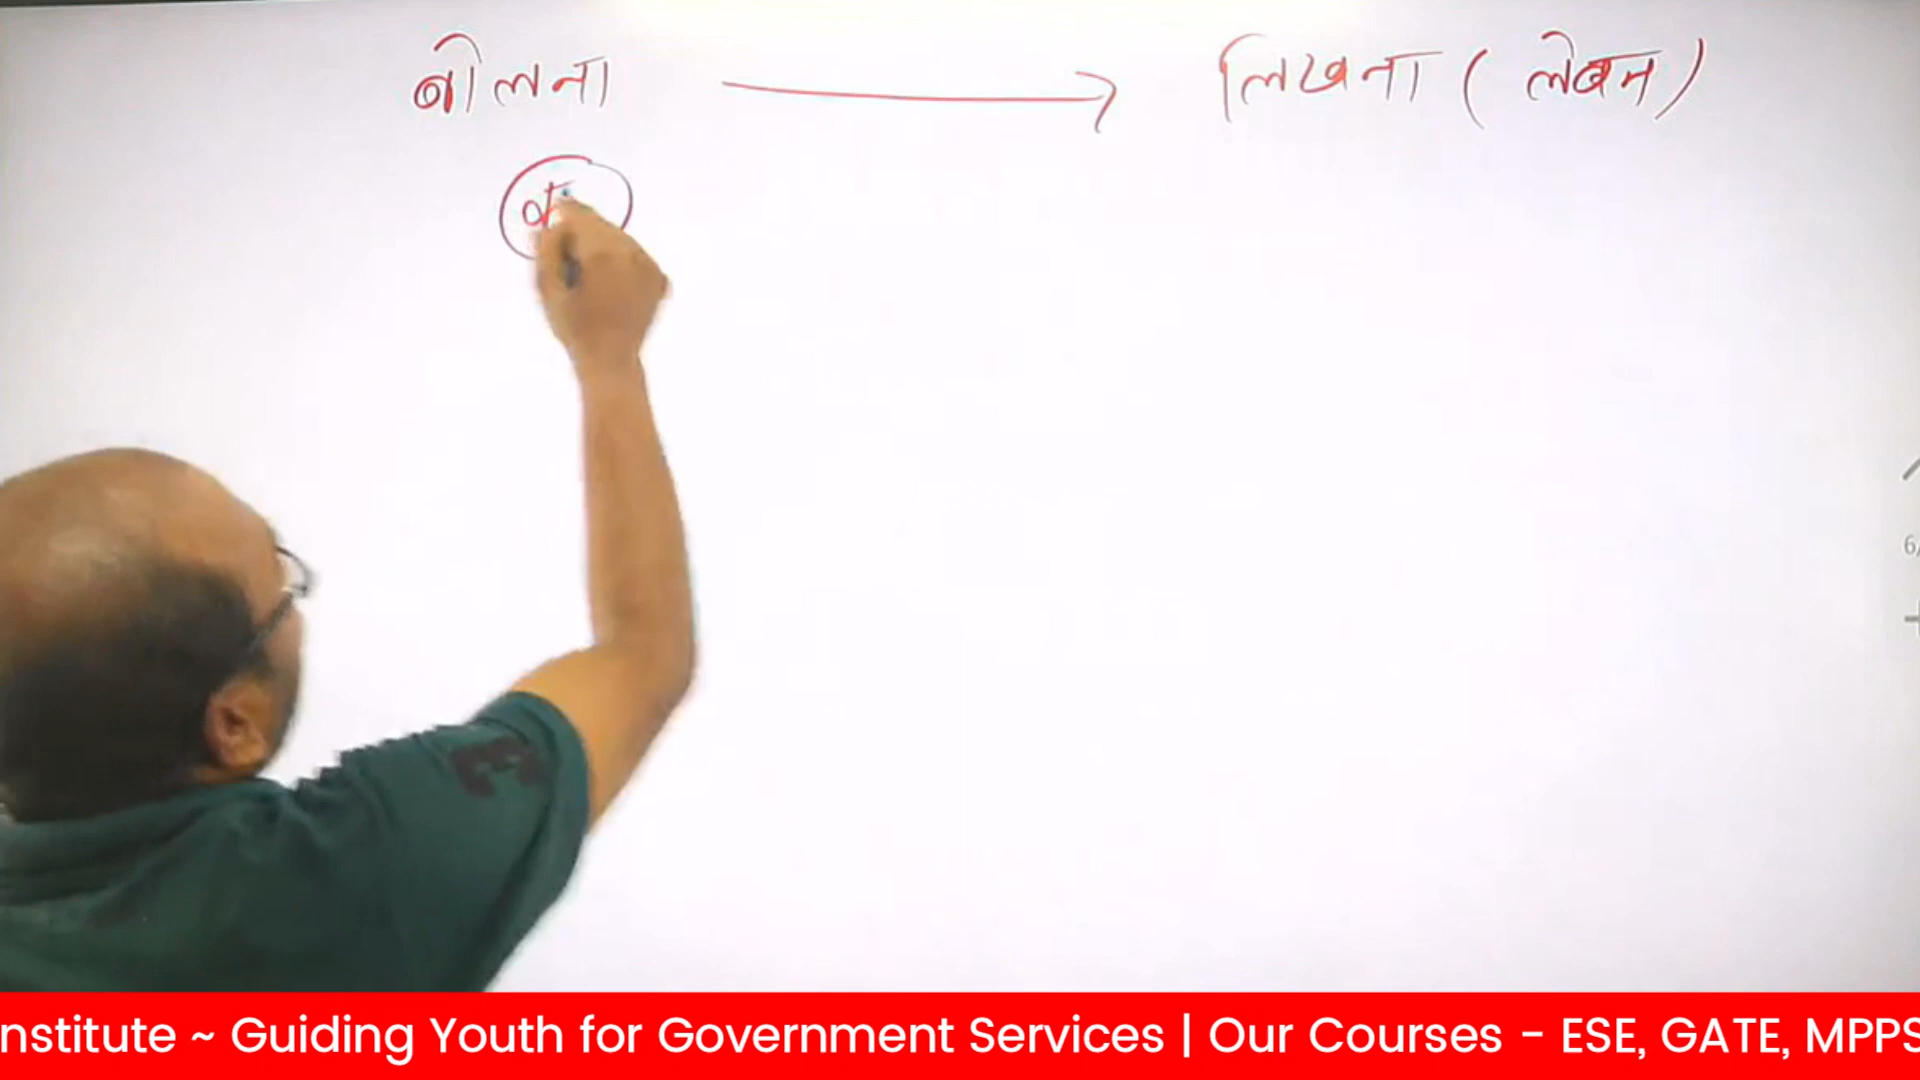 बोलना → लिखना ( लेखन )
क
nstitute ~ Guiding Youth for Government Services | Our Courses - ESE, GATE, MPPS